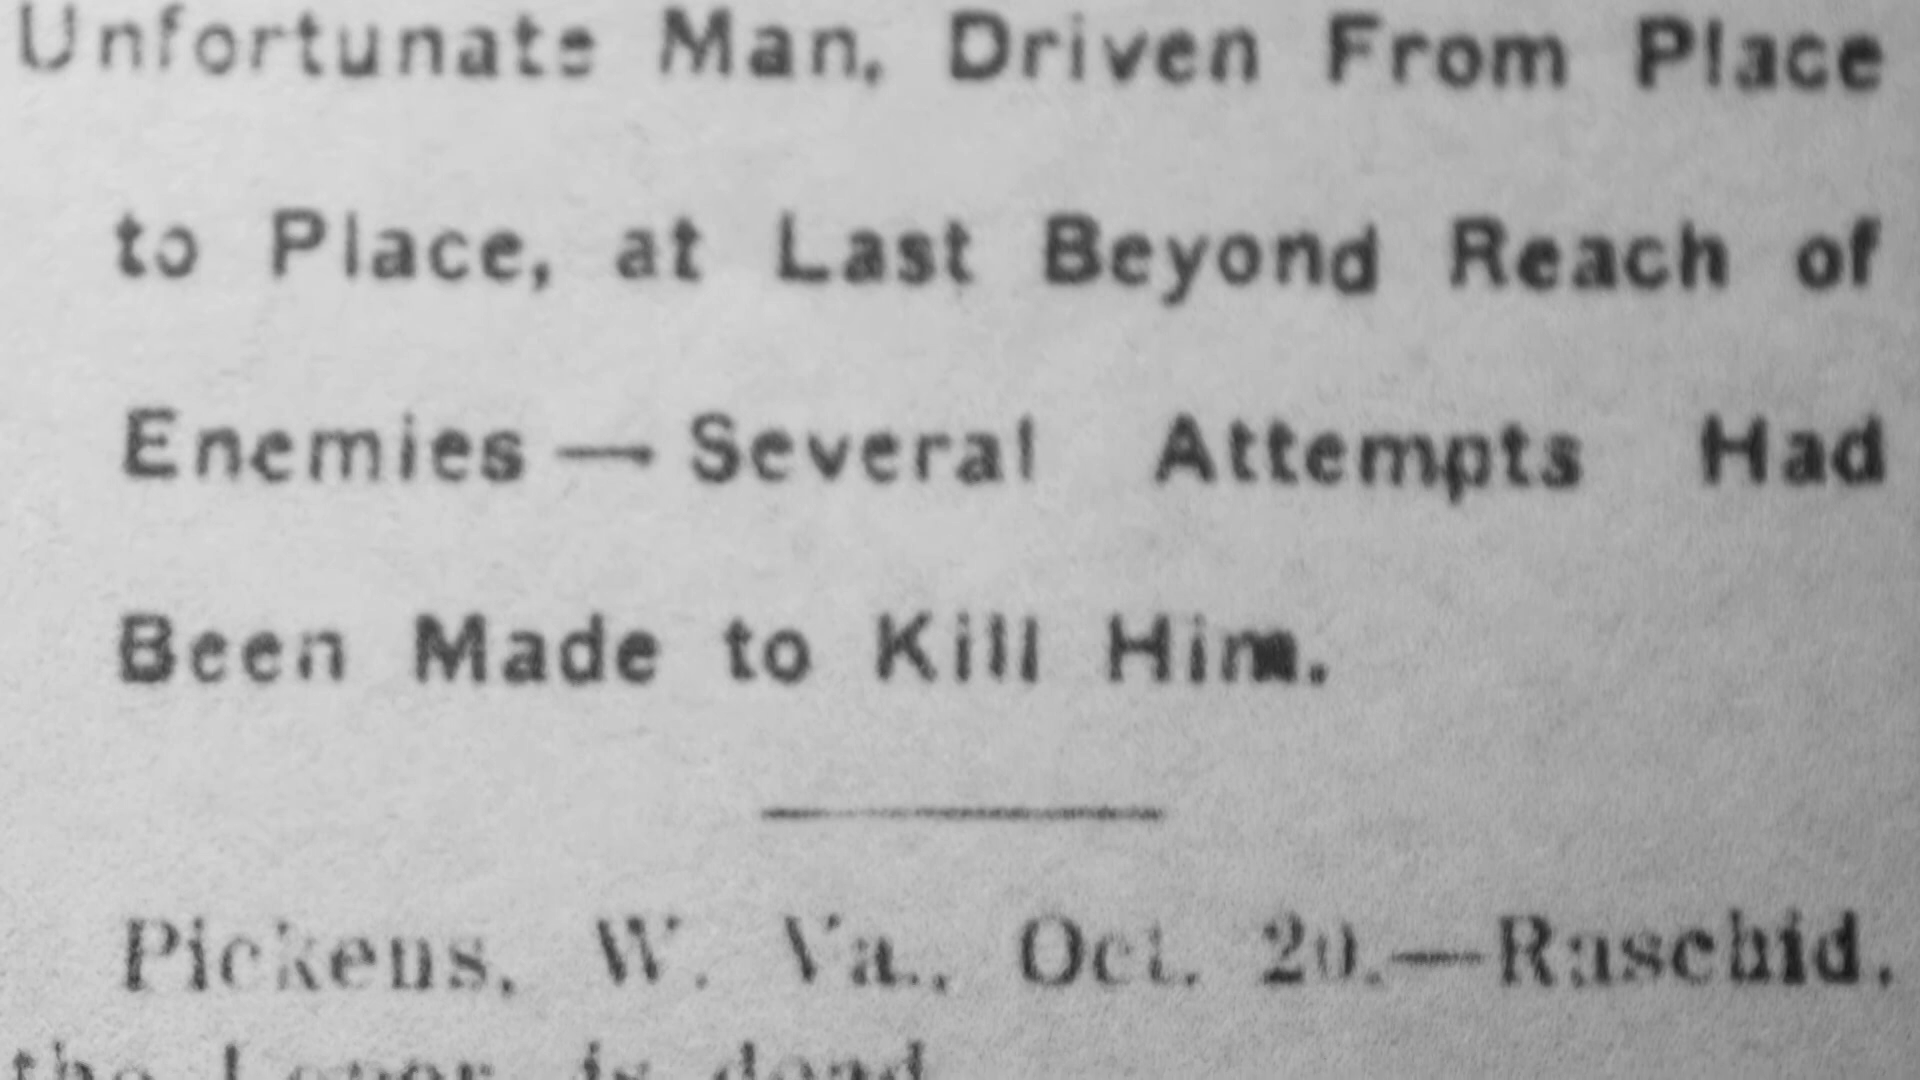 Unfortunate Man, Driven From Place
to Place, at Last Beyond Reach of
Enemies — Several Attempts Had
Been Made to Kill Him.
Pickens, W. Va., Oct. 20.—Raschid,
the Leper is dead